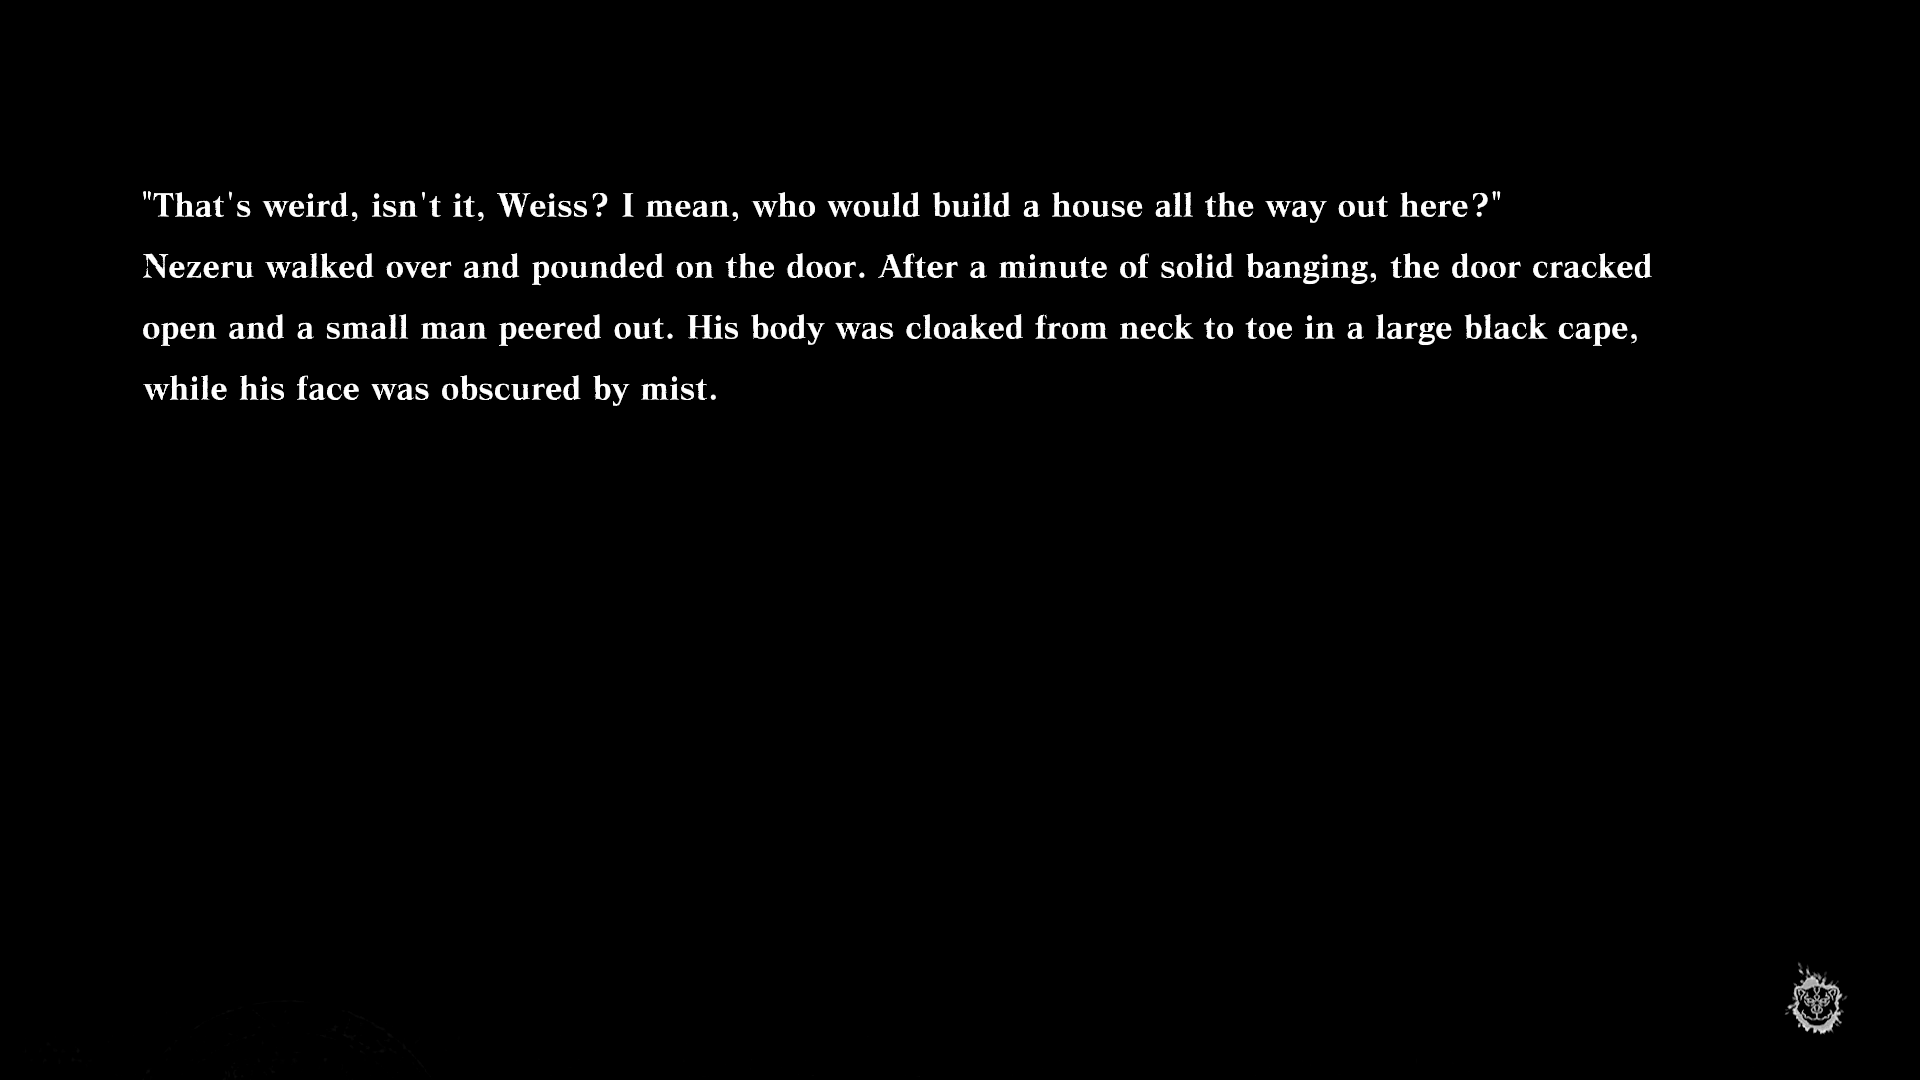 "That's weird, isn't it, Weiss? I mean, who would build a house all the way out here?"
Nezeru walked over and pounded on the door. After a minute of solid banging, the door cracked
open and a small man peered out. His body was cloaked from neck to toe in a large black cape,
while his face was obscured by mist.